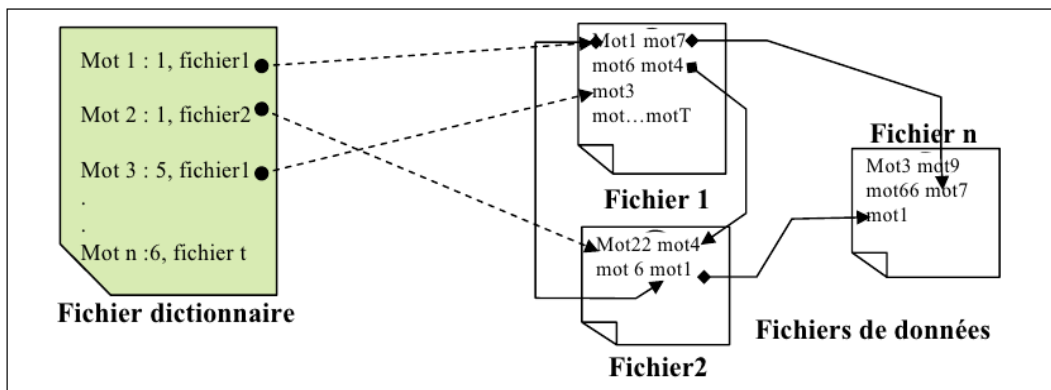 Mot 1 : 1, fichier1
Mot 2 : 1, fichier2
Mot 3 : 5, fichier1
.
.
Mot n :6, fichier t
Fichier dictionnaire
Mot1 mot7
mot6 mot4
mot3
mot…motT
Fichier 1
Mot22 mot4
mot 6 mot1
Fichier2
Fichier n
Mot3 mot9
mot66 mot7
mot1
Fichiers de données